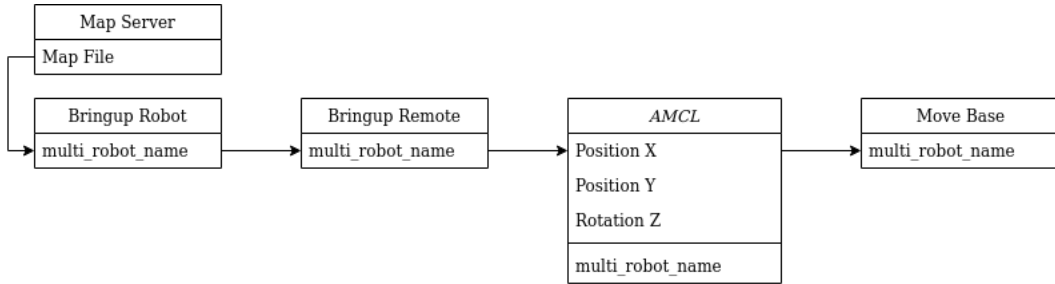 Map Server
Map File
Bringup Robot
multi_robot_name
Bringup Remote
multi_robot_name
AMCL
Position X
Position Y
Rotation Z
multi_robot_name
Move Base
multi_robot_name